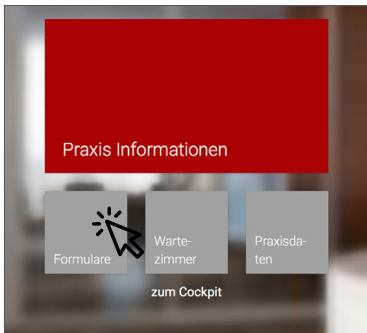 Praxis Informationen
Formulare
Warte-
zimmer
Praxisda-
ten
zum Cockpit